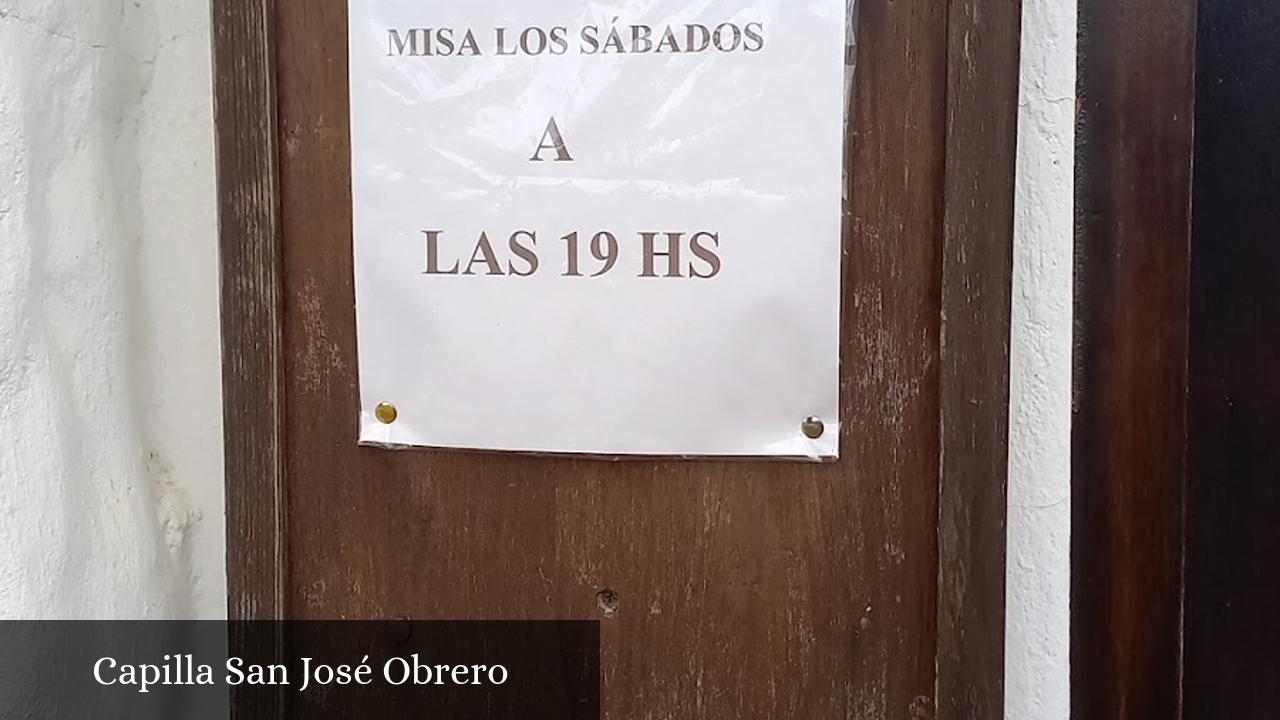 MISA LOS SÁBADOS
A
LAS 19 HS
Capilla San José Obrero